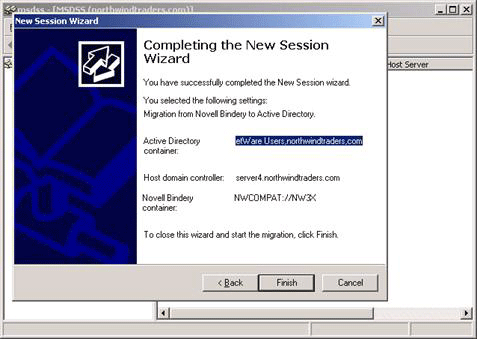 msdss - [MSDSS (northwindtraders.com)]
New Session Wizard
Host Server
Completing the New Session
Wizard
You have successfully completed the New Session wizard.
You selected the following settings:
Migration from Novell Bindery to Active Directory.
Active Directory
container:
etWare Users,northwindtraders,com
Host domain controller:
server4.northwindtraders.com
Novell Bindery
container:
NWCOMPAT://NW3X
To close this wizard and start the migration, click Finish.
< Back
Finish
Cancel